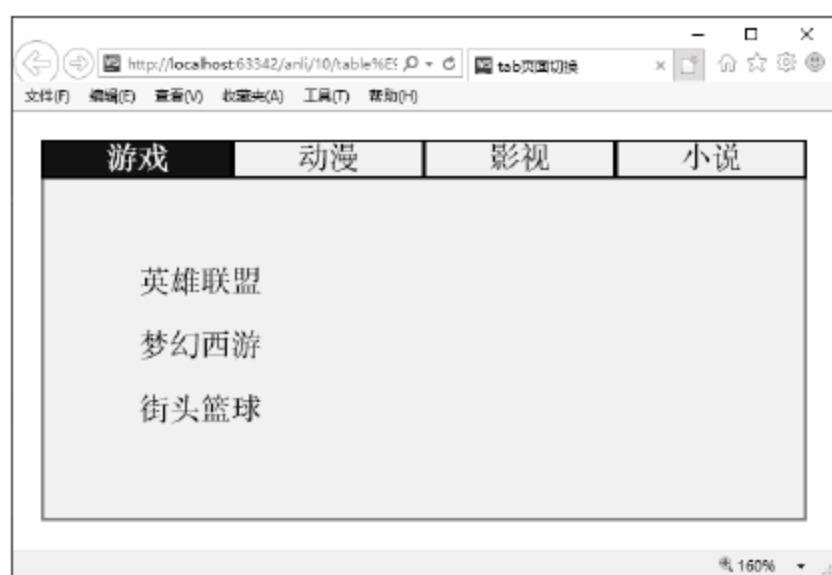 http://localhost:63342/anli/10/table%E9
tab页面切换
文件(F) 编辑(E) 查看(V) 收藏夹(A) 工具(T) 帮助(H)
游戏 动漫 影视 小说
英雄联盟
梦幻西游
街头篮球
160%